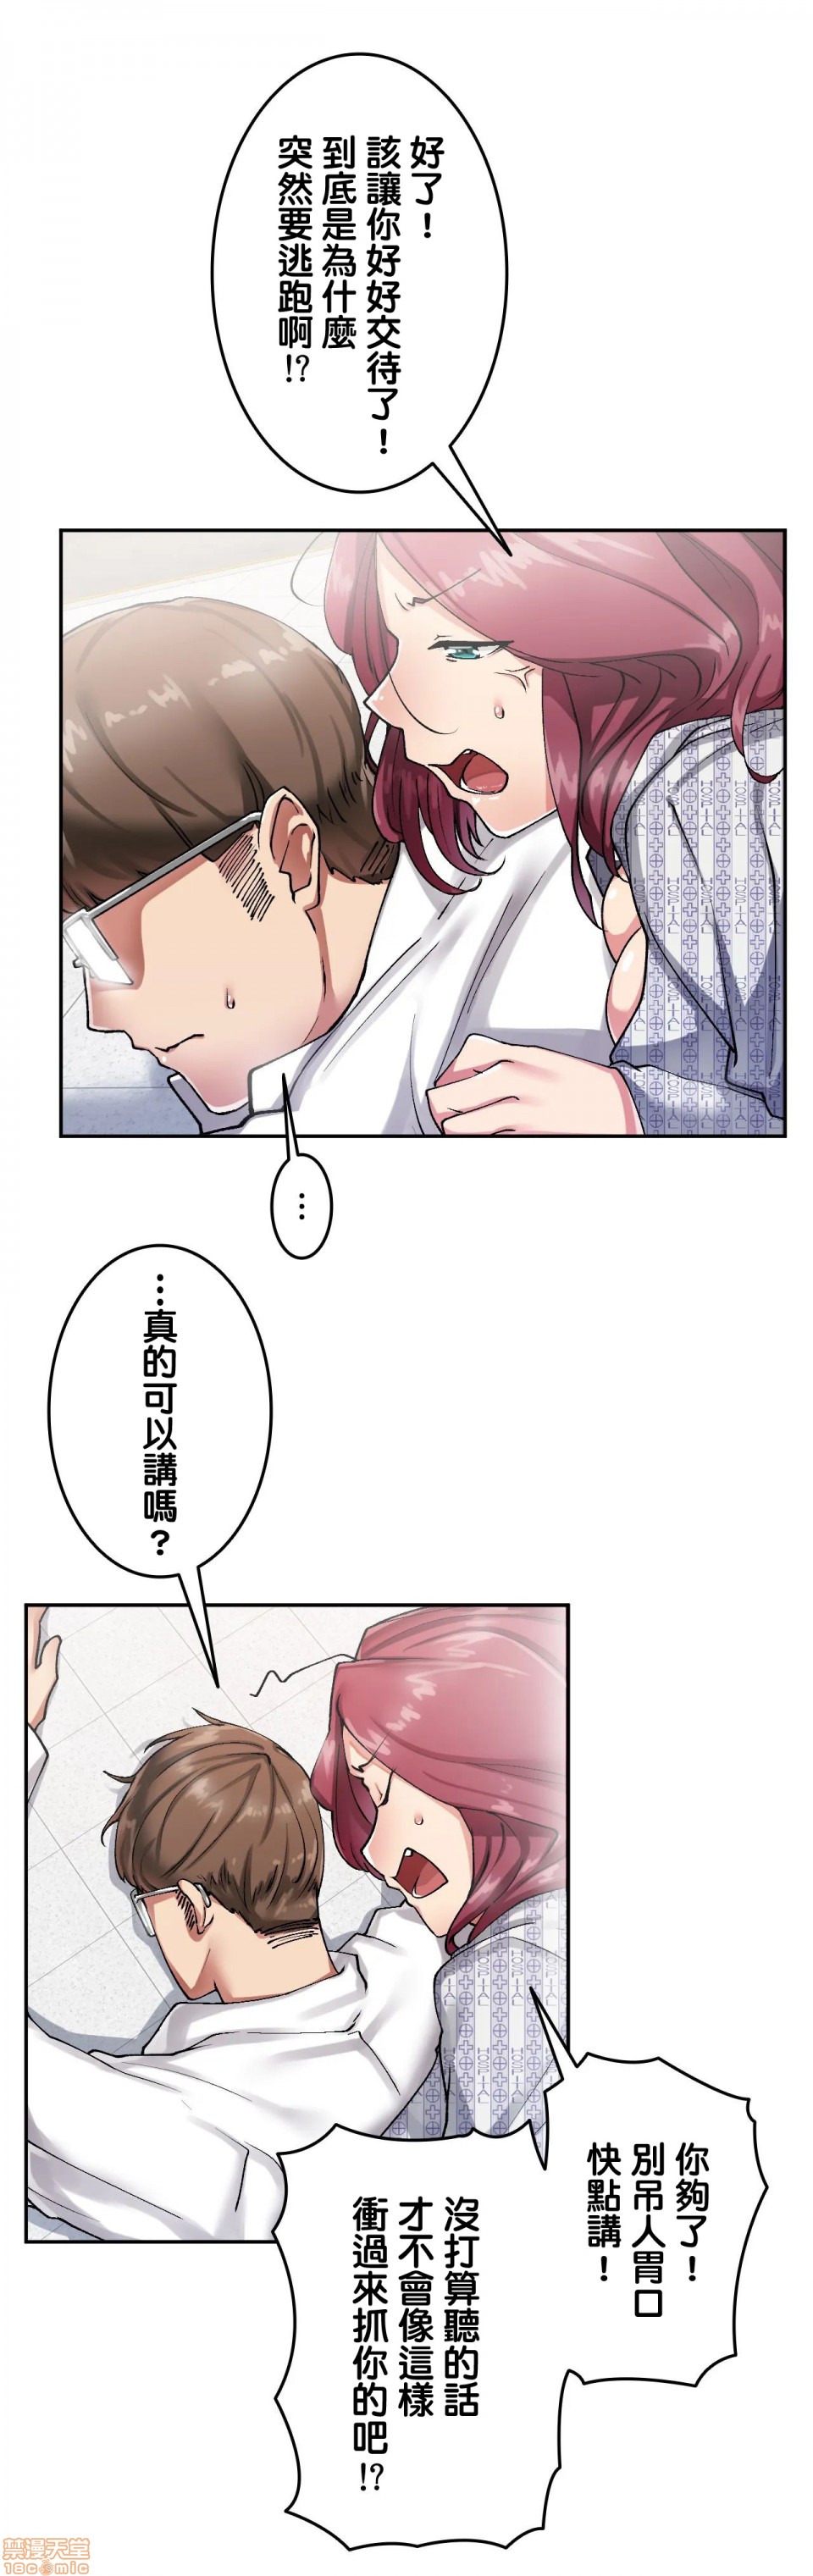 好了！
該讓你好好交待了！
到底是為什麼
突然要逃跑啊!?
⋯
⋯真的可以講嗎？
你夠了！
別吊人胃口
快點講！
沒打算聽的話
才不會像這樣
衝過來抓你的吧!?
HOSPITAL
禁漫天堂
18comic